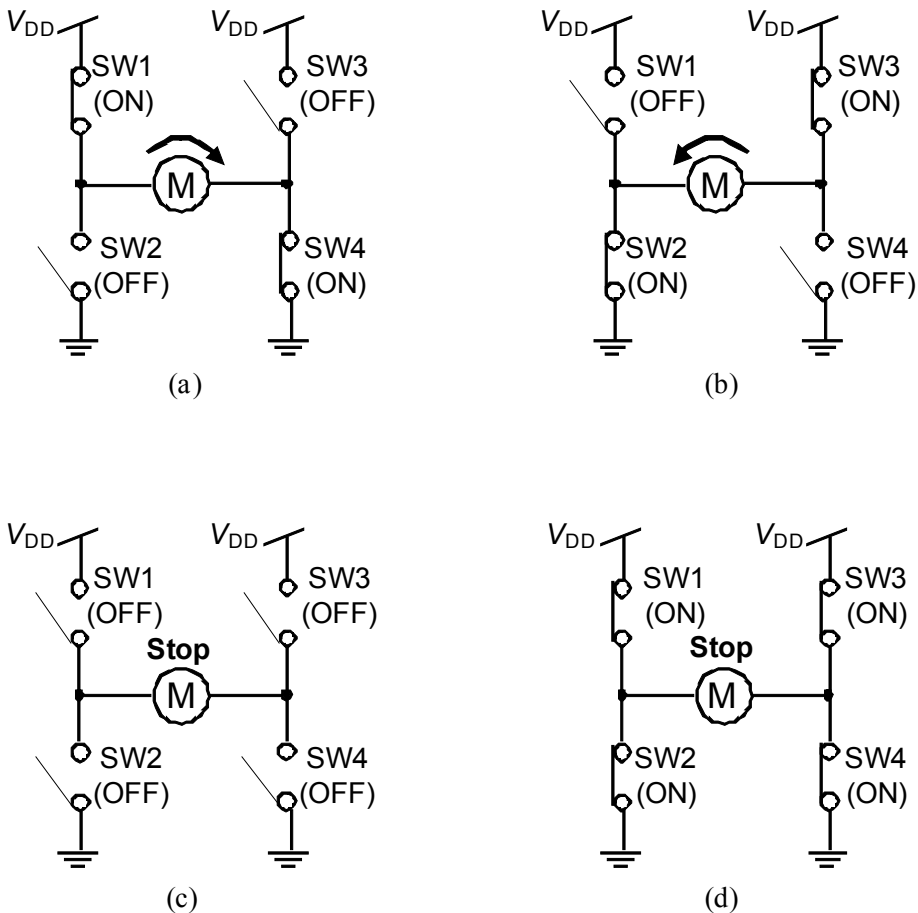 VDD
SW1
(ON)
SW2
(OFF)
M
VDD
SW3
(OFF)
SW4
(ON)
(a)
VDD
SW1
(OFF)
SW2
(ON)
M
VDD
SW3
(ON)
SW4
(OFF)
(b)
VDD
SW1
(OFF)
Stop
M
SW2
(OFF)
VDD
SW3
(OFF)
SW4
(OFF)
(c)
VDD
SW1
(ON)
Stop
M
SW2
(ON)
VDD
SW3
(ON)
SW4
(ON)
(d)